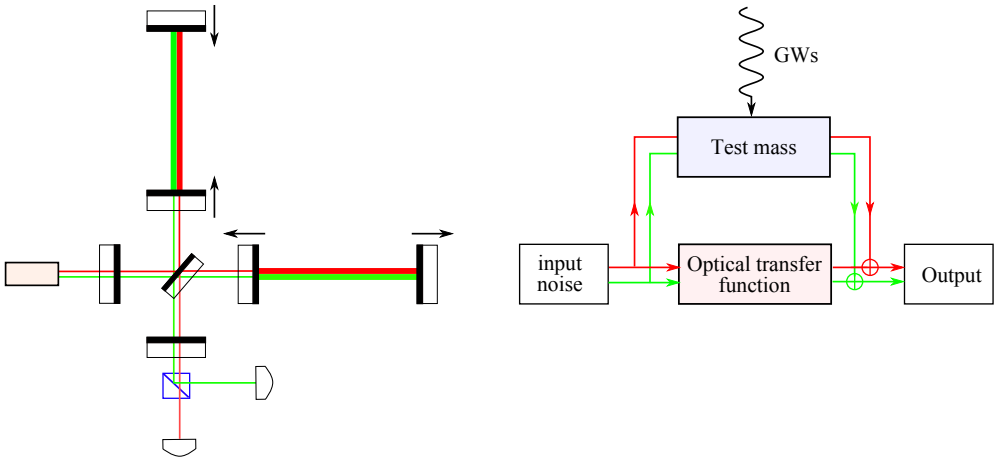 GWs
Test mass
input
noise
Optical transfer
function
Output